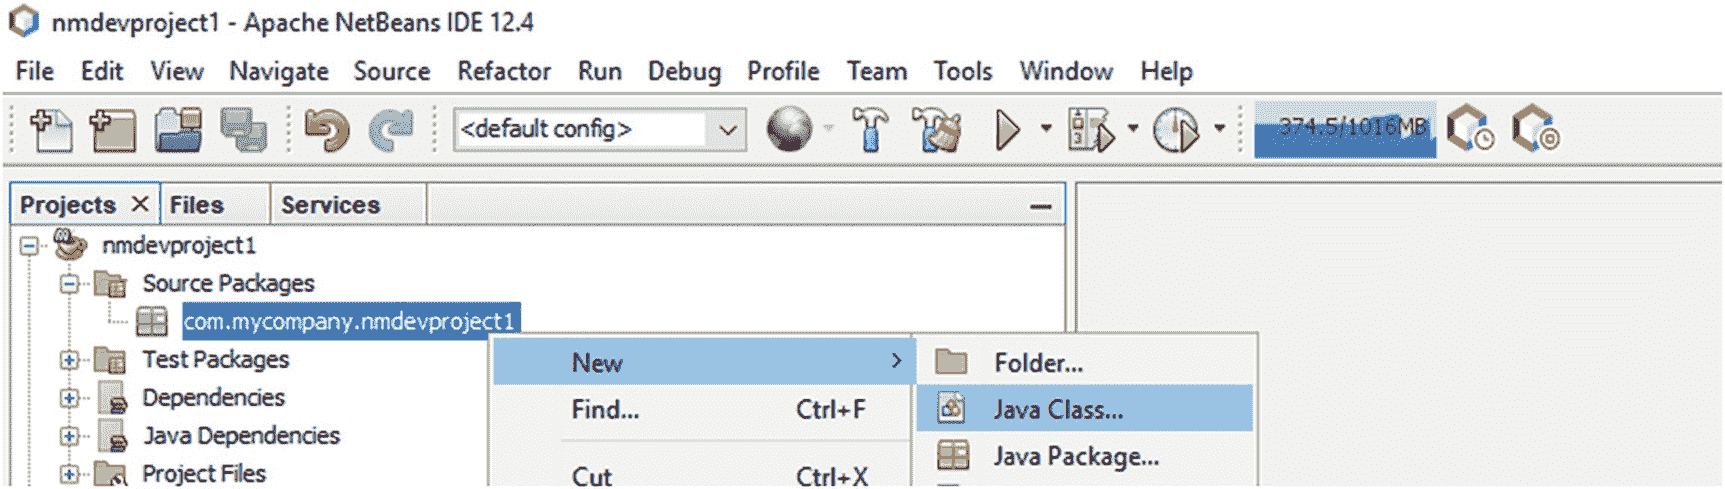 nmdevproject1 - Apache NetBeans IDE 12.4
File Edit View Navigate Source Refactor Run Debug Profile Team Tools Window Help
<default config> 374.5/1016MB
Projects Files Services
nmdevproject1
Source Packages
com.mycompany.nmdevproject1
Test Packages New Folder...
Dependencies Find... Ctrl+F Java Class...
Java Dependencies
Project Files Cut Ctrl+X Java Package...